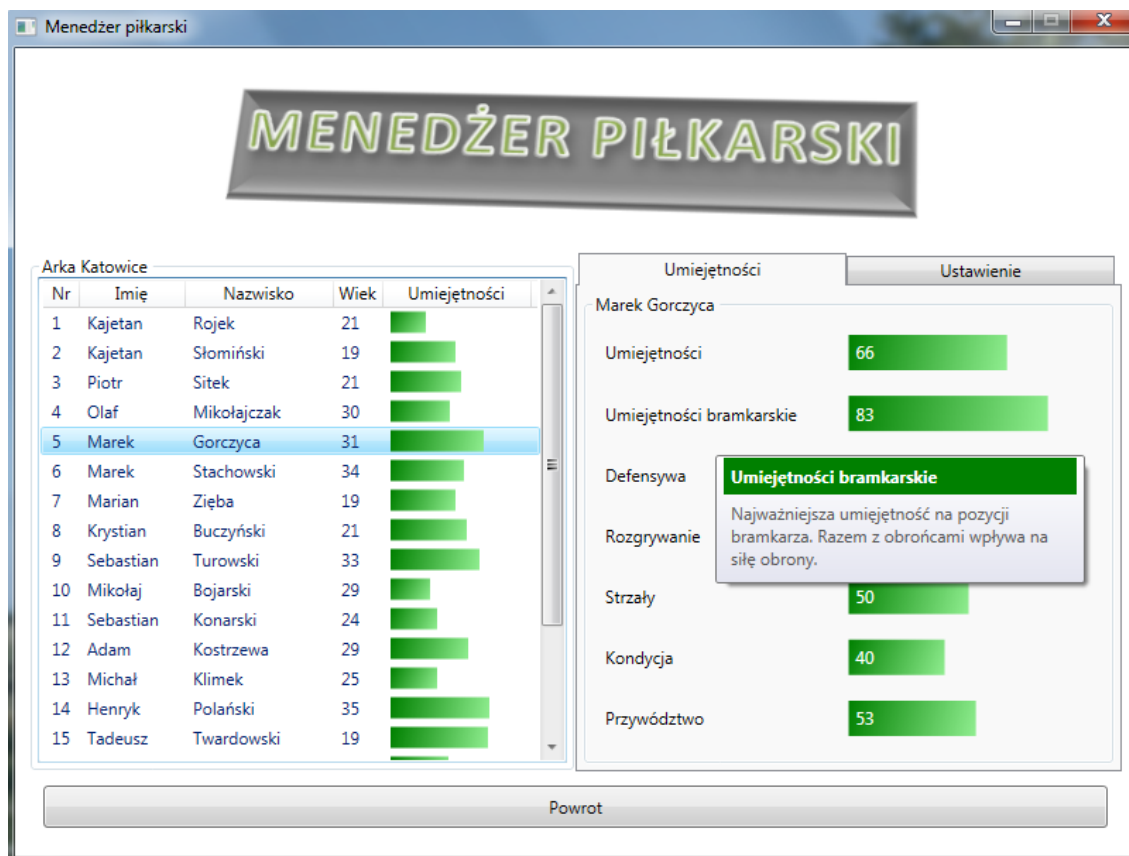 Menedżer piłkarski
MENEDŻER PIŁKARSKI
Arka Katowice
Nr Imię Nazwisko Wiek Umiejętności
1 Kajetan Rojek 21
2 Kajetan Słomiński 19
3 Piotr Sitek 21
4 Olaf Mikołajczak 30
5 Marek Gorczyca 31
6 Marek Stachowski 34
7 Marian Zięba 19
8 Krystian Buczyński 21
9 Sebastian Turowski 33
10 Mikołaj Bojarski 29
11 Sebastian Konarski 24
12 Adam Kostrzewa 29
13 Michał Klimek 25
14 Henryk Polański 35
15 Tadeusz Twardowski 19
Umiejętności Ustawienie
Marek Gorczyca
Umiejętności 66
Umiejętności bramkarskie 83
Defensywa
Umiejętności bramkarskie
Najważniejsza umiejętność na pozycji
bramkarza. Razem z obrońcami wpływa na
siłę obrony.
Rozgrywanie
Strzały 50
Kondycja 40
Przywództwo 53
Powrot